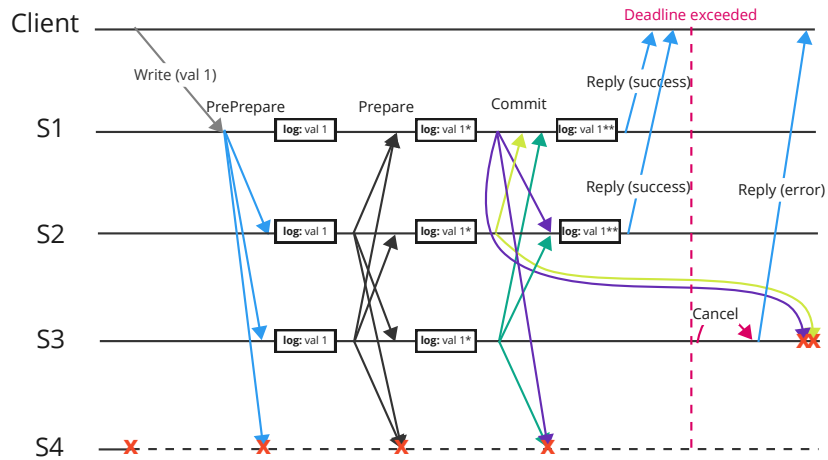 Deadline exceeded
Client
Write (val 1)
Reply (success)
PrePrepare
Prepare
Commit
S1
log: val 1
log: val 1*
log: val 1**
Reply (success)
Reply (error)
S2
log: val 1
log: val 1*
log: val 1**
Cancel
S3
log: val 1
log: val 1*
X X
S4
X
X
X
X